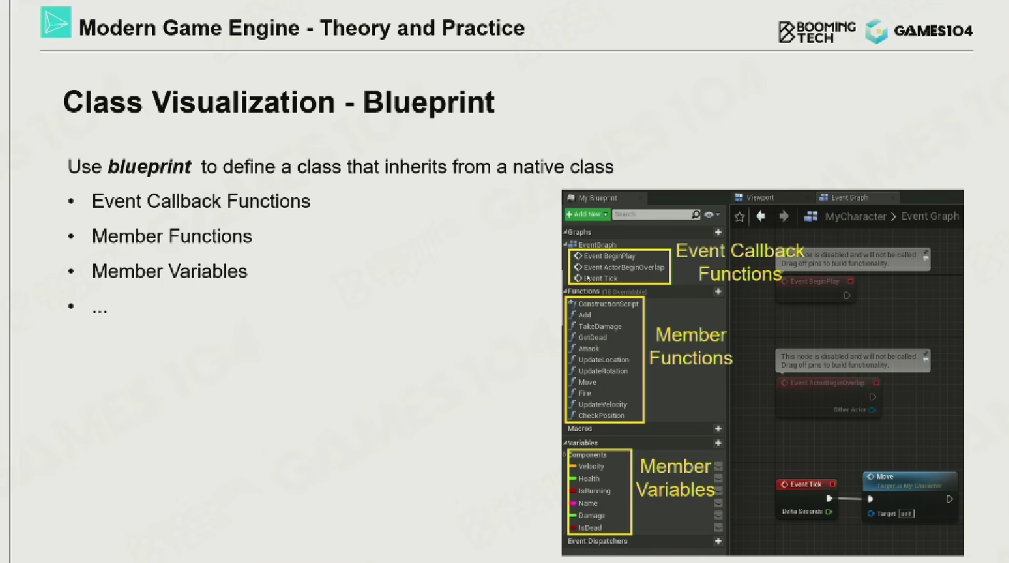 Modern Game Engine - Theory and Practice
BOOMING
TECH
GAMES104
Class Visualization - Blueprint
Use blueprint to define a class that inherits from a native class
• Event Callback Functions
• Member Functions
• Member Variables
• ...
My Blueprint
+Add New
Search
Graphs
EventGraph
Event BeginPlay
Event ActorBeginOverlap
Event Tick
Functions (18 Overridable)
ConstructionScript
Add
TakeDamage
GetDead
Attack
UpdateLocation
UpdateRotation
Move
Fire
UpdateVelocity
CheckPosition
Macros
Variables
Components
Velocity
Health
IsRunning
Name
Damage
IsDead
Event Dispatchers
Event Callback
Functions
Member
Functions
Member
Variables
Viewport
Event Graph
MyCharacter > Event Graph
node is disabled and will not be called.
Drag off pins to build functionality.
Event BeginPlay
This node is disabled and will not be called.
Drag off pins to build functionality.
Event ActorBeginOverlap
Other Actor
Event Tick
Delta Seconds
Move
Target is My Character
Target self